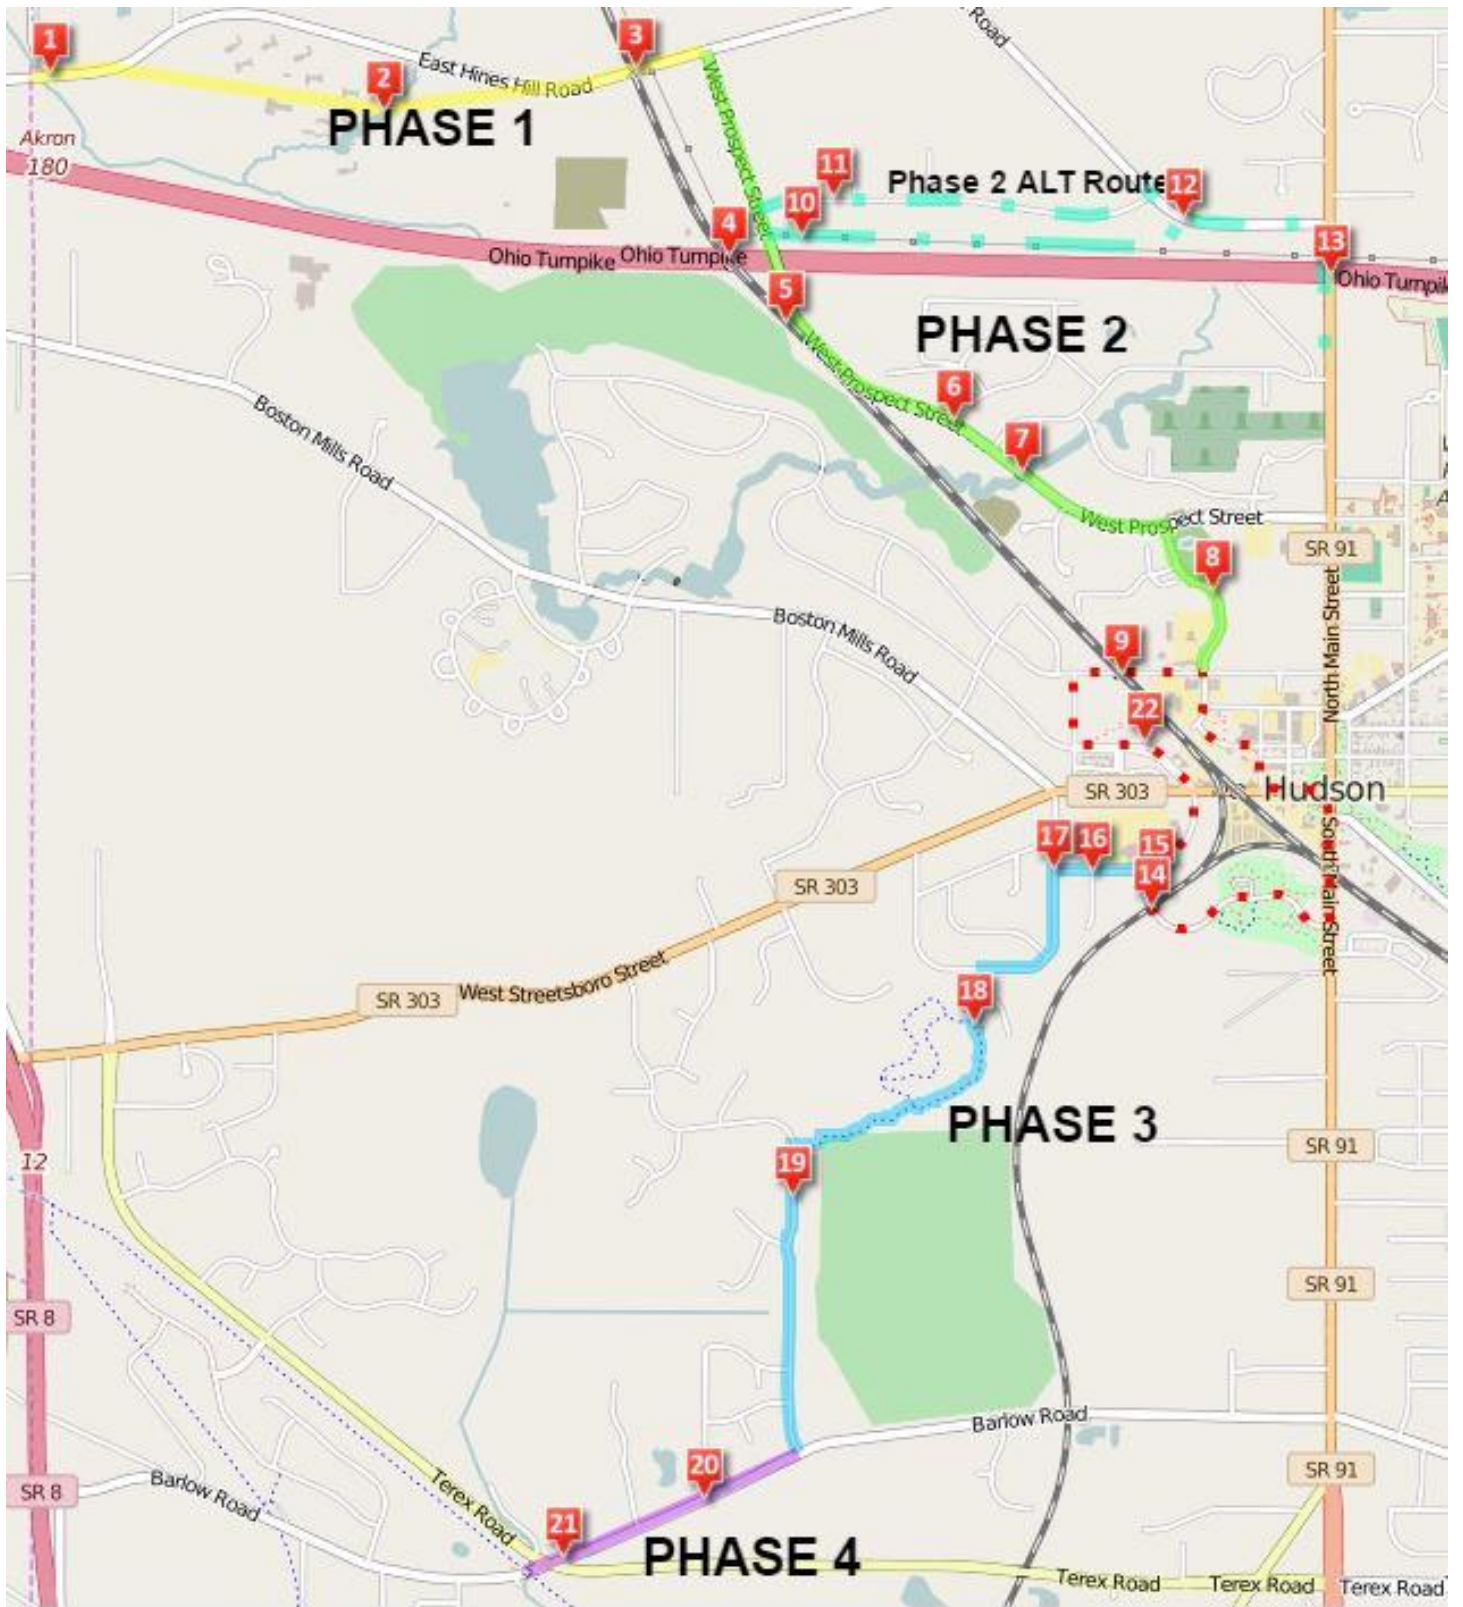 Road
1
3
East Hines Hill Road
2
PHASE 1
West Prospect Street
Akron
180
11
Phase 2 ALT Route
12
10
4
13
Ohio Turnpike
Ohio Turnpike
Ohio Turnpik
5
PHASE 2
West Prospect Street
6
Boston Mills Road
7
West Prospect Street
SR 91
8
North Main Street
Boston Mills Road
9
22
SR 303
Hudson
17
16
15
14
SR 303
South Main Street
West Streetsboro Street
SR 303
18
PHASE 3
SR 91
12
19
SR 91
SR 8
Barlow Road
SR 91
20
SR 8
Barlow Road
Terex Road
21
PHASE 4
Terex Road
Terex Road
Terex Road